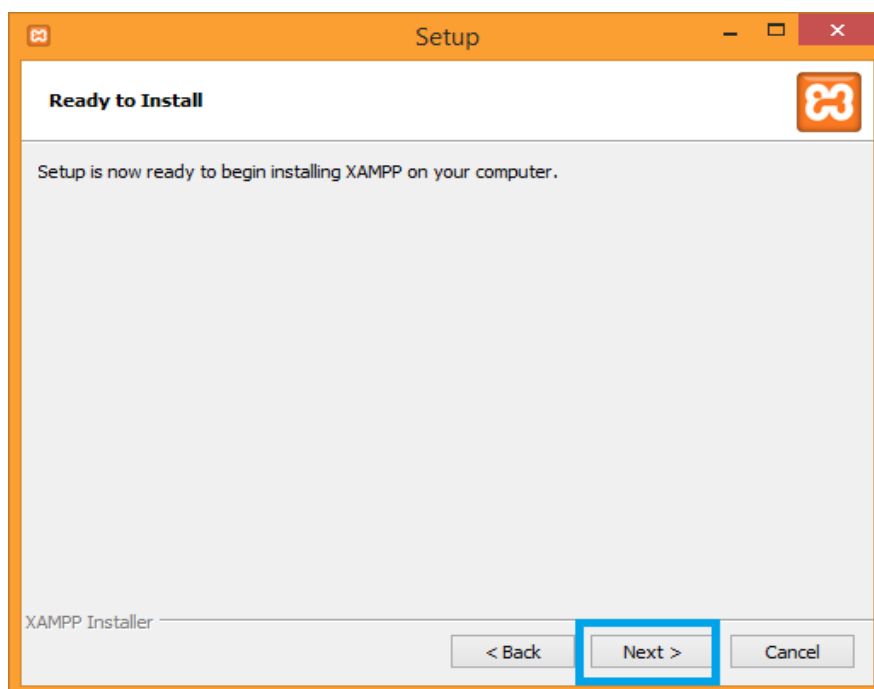 Setup
Ready to Install
Setup is now ready to begin installing XAMPP on your computer.
XAMPP Installer
< Back Next > Cancel